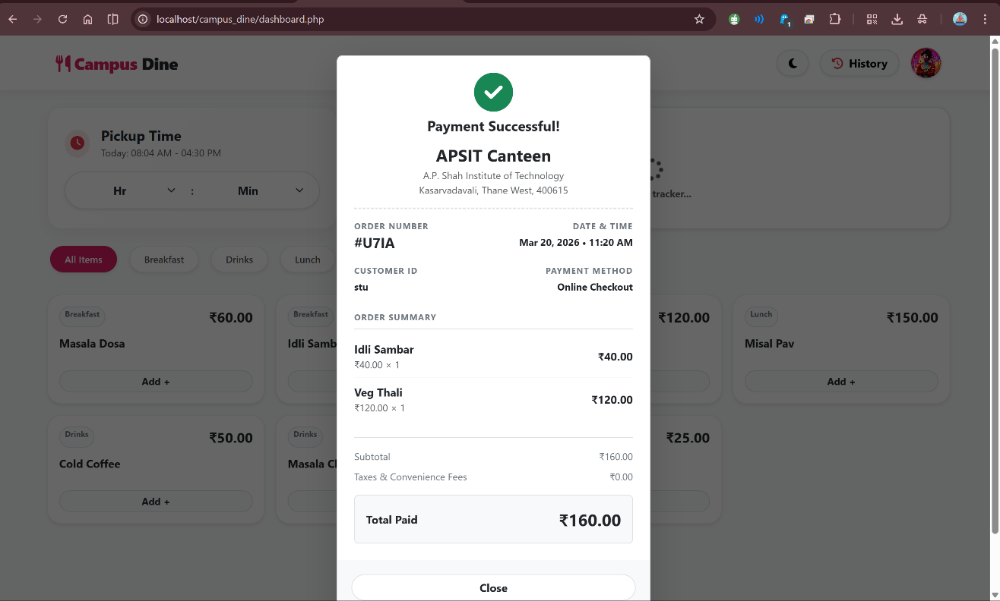 localhost/campus_dine/dashboard.php
1
Campus Dine
History
Pickup Time
Today: 08:04 AM - 04:30 PM
Hr : Min
tracker...
All Items
Breakfast
Drinks
Lunch
Breakfast
₹60.00
Masala Dosa
Add +
Breakfast
Idli Samb
₹120.00
Lunch
₹150.00
Misal Pav
Add +
Drinks
₹50.00
Cold Coffee
Add +
Drinks
Masala C
₹25.00
Payment Successful!
APSIT Canteen
A.P. Shah Institute of Technology
Kasarvadavali, Thane West, 400615
ORDER NUMBER
#U7IA
DATE & TIME
Mar 20, 2026 • 11:20 AM
CUSTOMER ID
stu
PAYMENT METHOD
Online Checkout
ORDER SUMMARY
Idli Sambar
₹40.00 × 1
₹40.00
Veg Thali
₹120.00 × 1
₹120.00
Subtotal
₹160.00
Taxes & Convenience Fees
₹0.00
Total Paid
₹160.00
Close